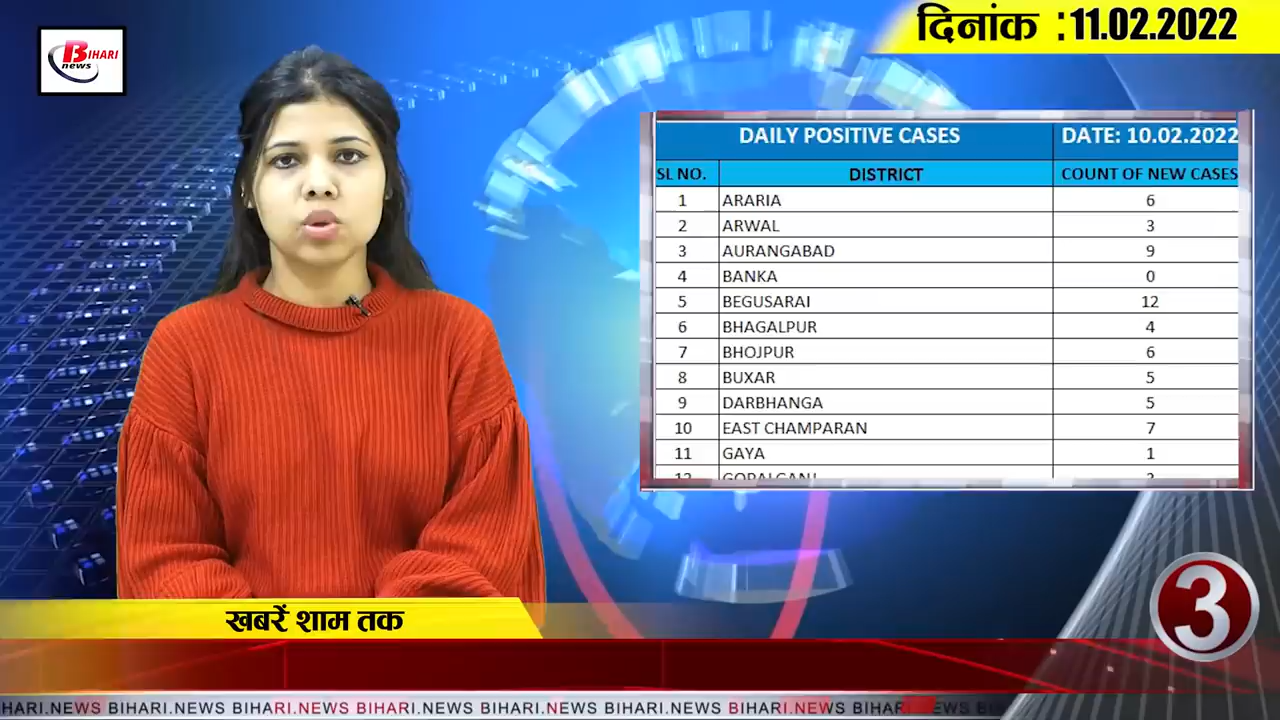 BIHARI
news
दिनांक :11.02.2022
DAILY POSITIVE CASES DATE: 10.02.2022
SL NO. DISTRICT COUNT OF NEW CASES
1 ARARIA 6
2 ARWAL 3
3 AURANGABAD 9
4 BANKA 0
5 BEGUSARAI 12
6 BHAGALPUR 4
7 BHOJPUR 6
8 BUXAR 5
9 DARBHANGA 5
10 EAST CHAMPARAN 7
11 GAYA 1
3
खबरें शाम तक
HARI.NEWS BIHARI.NEWS BIHARI.NEWS BIHARI.NEWS BIHARI.NEWS BIHARI.NEWS BIHARI.NEWS BIHAR